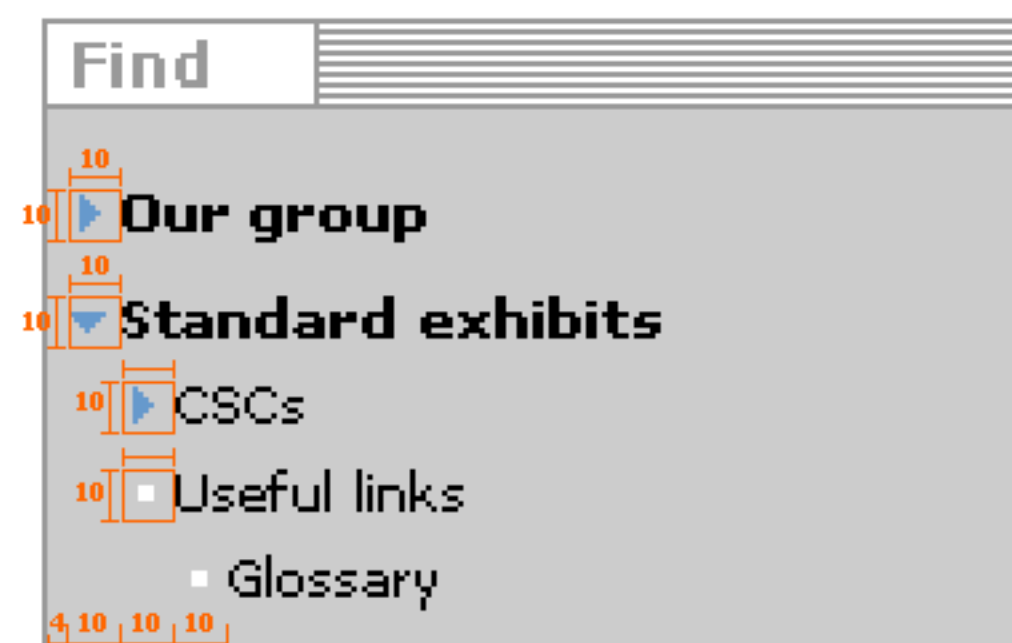 Find
10
10 Our group
10
10 Standard exhibits
10 CSCs
10 Useful links
Glossary
4 10 10 10